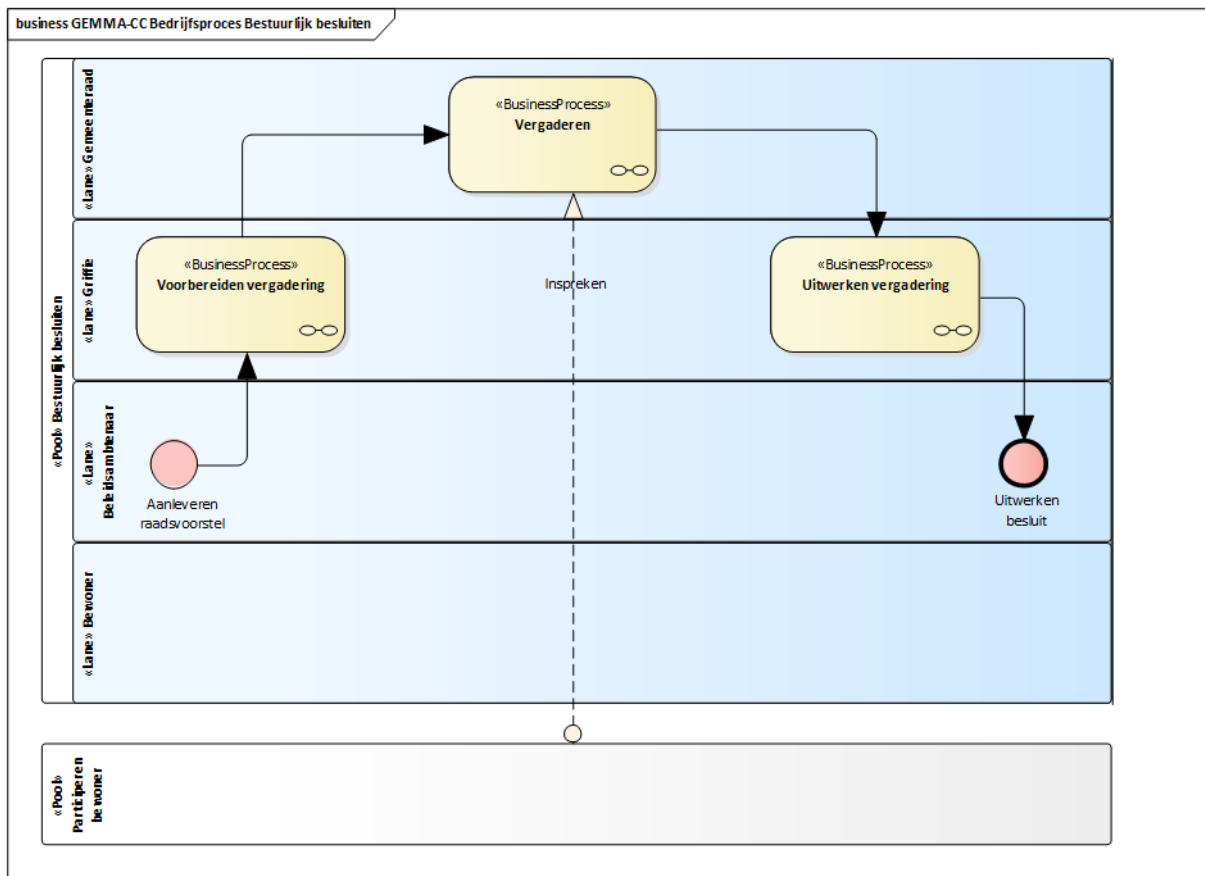 business GEMMA-CC Bedrijfsproces Bestuurlijk besluiten
«Pool» Bestuurlijk besluiten
«Lane» Gemeenteraad
«BusinessProcess»
Vergaderen
«Lane» Griffie
«BusinessProcess»
Voorbereiden vergadering
Inspreken
«BusinessProcess»
Uitwerken vergadering
«Lane»
Beleidsambtenaar
Aanleveren
raadsvoorstel
Uitwerken
besluit
«Lane» Bewoner
«Pool»
Participeren
bewoner